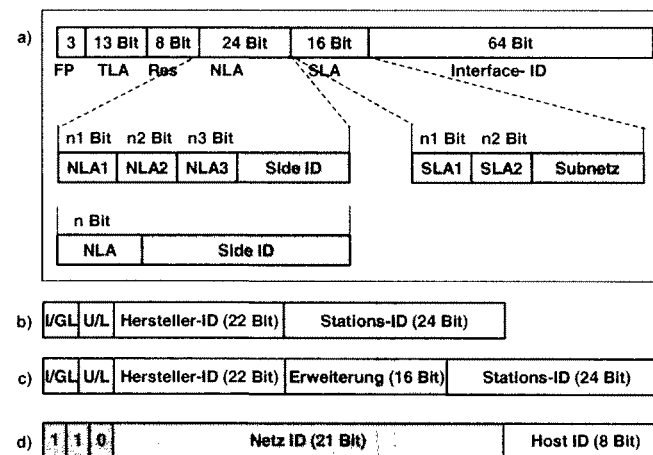 a)
3 13 Bit 8 Bit 24 Bit 16 Bit 64 Bit
FP TLA Res NLA SLA Interface- ID
n1 Bit n2 Bit n3 Bit n1 Bit n2 Bit
NLA1 NLA2 NLA3 Side ID SLA1 SLA2 Subnetz
n Bit
NLA Side ID
b) I/GL U/L Hersteller-ID (22 Bit) Stations-ID (24 Bit)
c) I/GL U/L Hersteller-ID (22 Bit) Erweiterung (16 Bit) Stations-ID (24 Bit)
d) 1 1 0 Netz ID (21 Bit) Host ID (8 Bit)